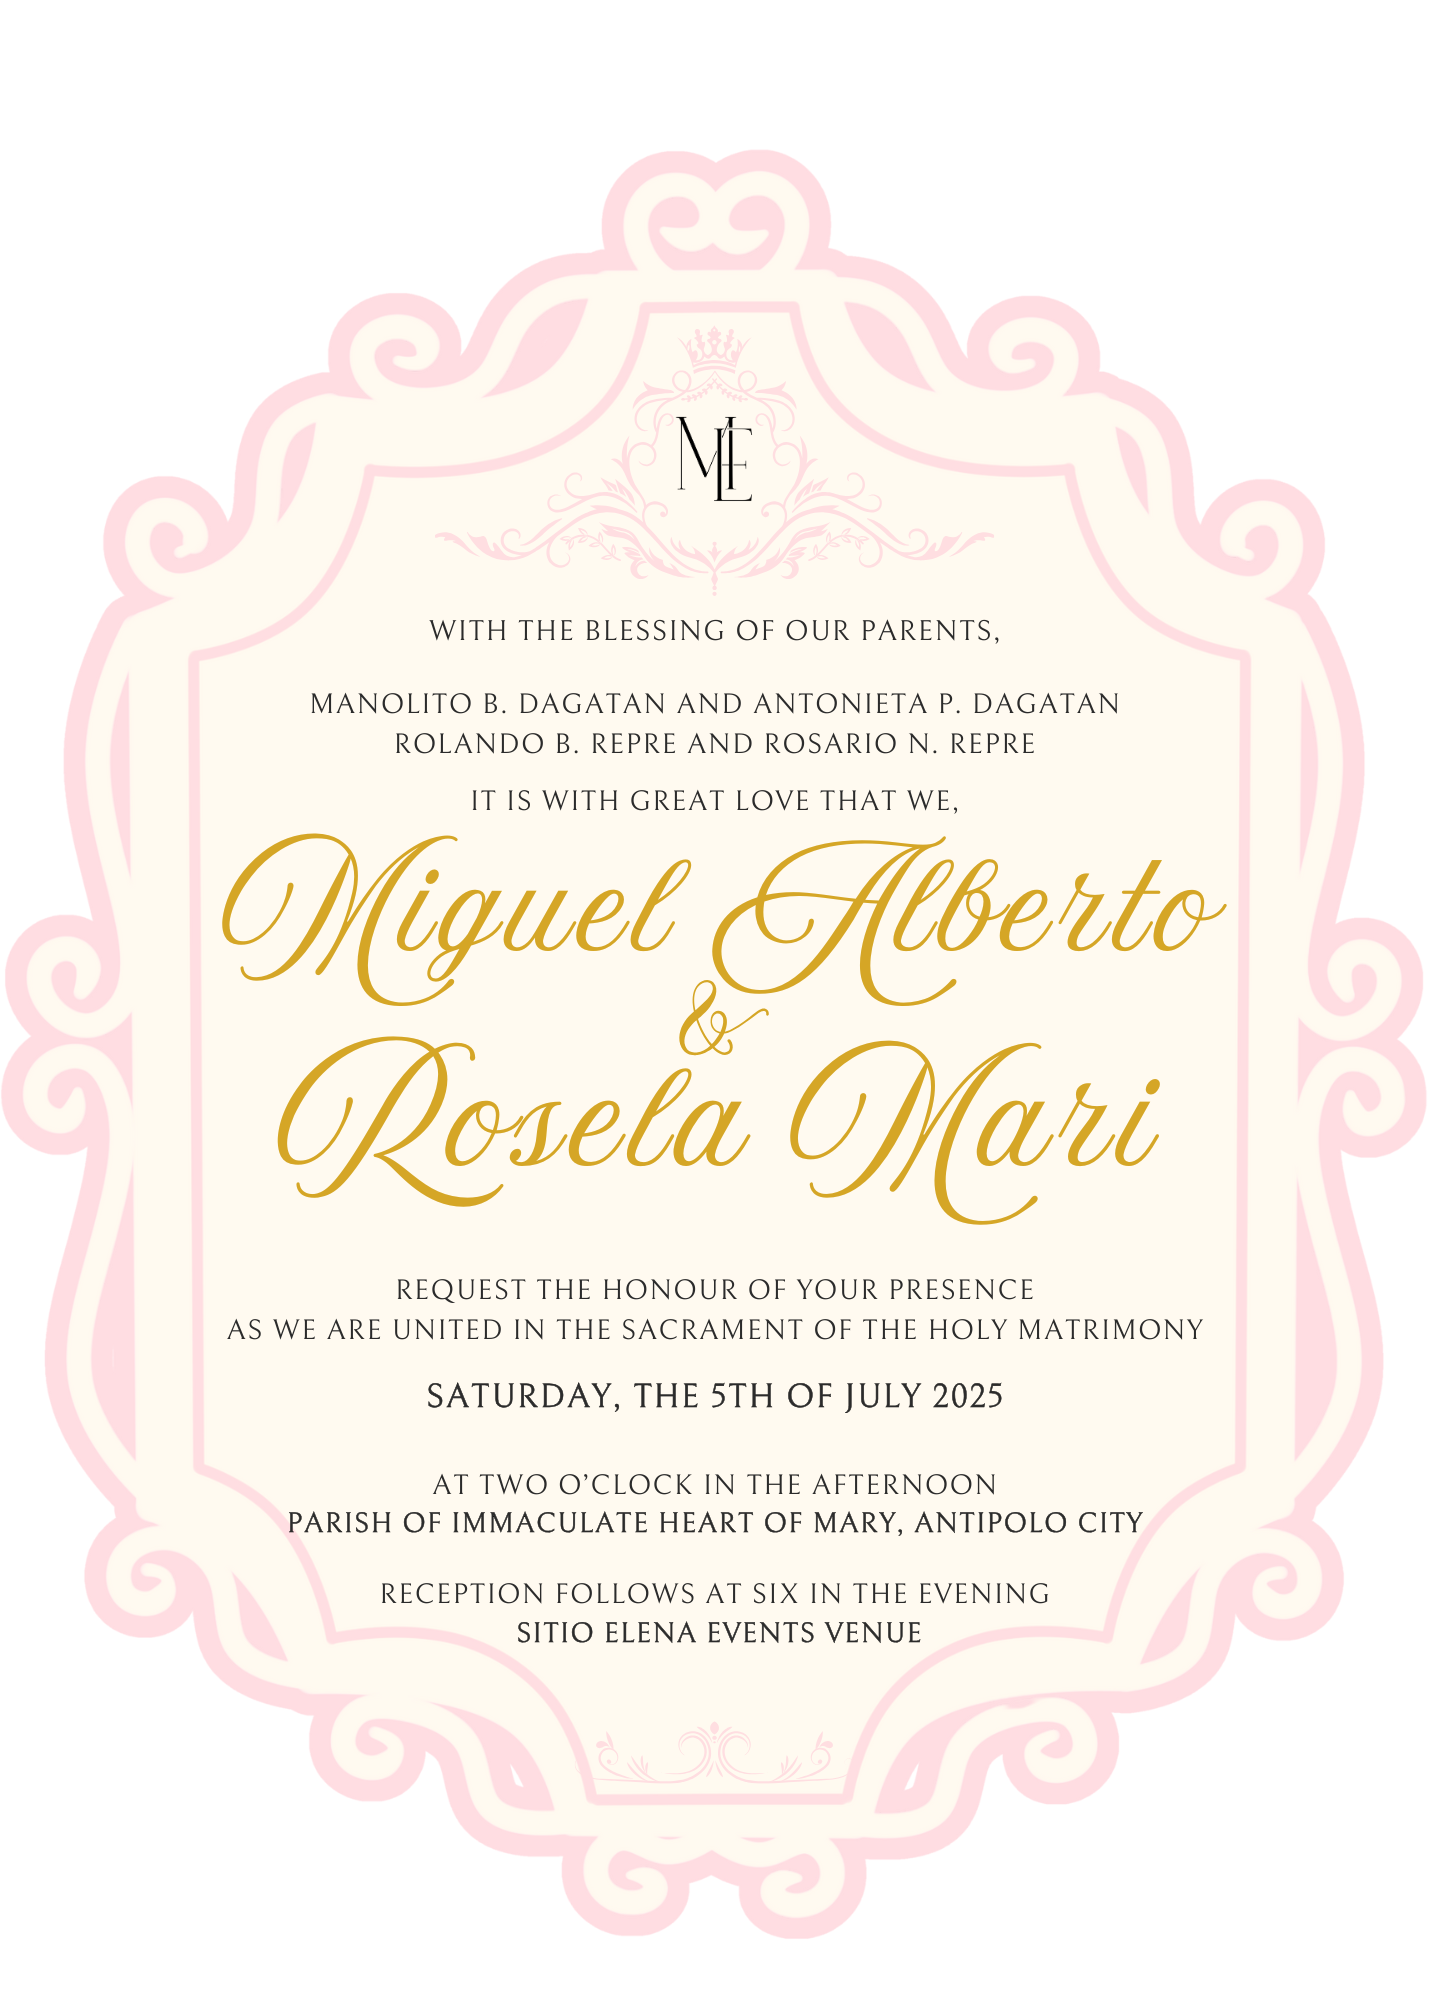 MLE
WITH THE BLESSING OF OUR PARENTS,
MANOLITO B. DAGATAN AND ANTONIETA P. DAGATAN
ROLANDO B. REPRE AND ROSARIO N. REPRE
IT IS WITH GREAT LOVE THAT WE,
Miguel Alberto
&
Rosela Mari
REQUEST THE HONOUR OF YOUR PRESENCE
AS WE ARE UNITED IN THE SACRAMENT OF THE HOLY MATRIMONY
SATURDAY, THE 5TH OF JULY 2025
AT TWO O’CLOCK IN THE AFTERNOON
PARISH OF IMMACULATE HEART OF MARY, ANTIPOLO CITY
RECEPTION FOLLOWS AT SIX IN THE EVENING
SITIO ELENA EVENTS VENUE